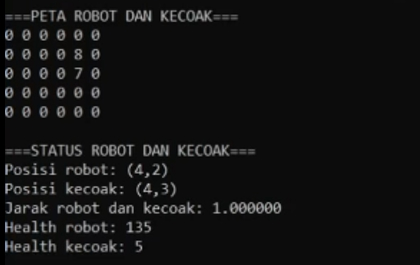 ===PETA ROBOT DAN KECOAK===
0 0 0 0 0 0
0 0 0 0 8 0
0 0 0 0 7 0
0 0 0 0 0 0
0 0 0 0 0 0
===STATUS ROBOT DAN KECOAK===
Posisi robot: (4,2)
Posisi kecoak: (4,3)
Jarak robot dan kecoak: 1.000000
Health robot: 135
Health kecoak: 5